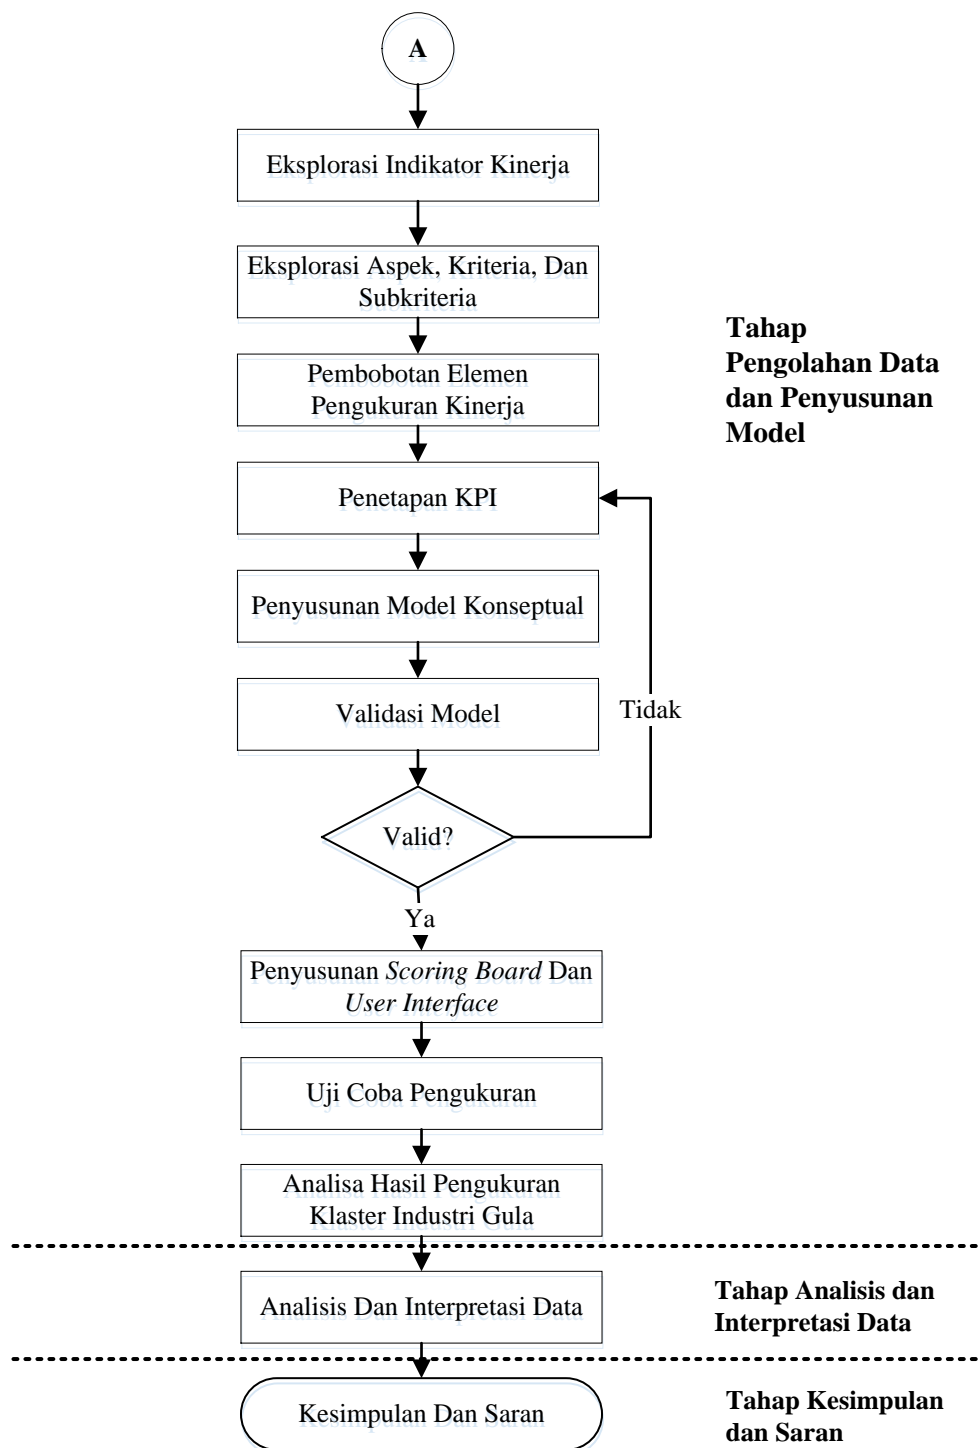 A
Eksplorasi Indikator Kinerja
Eksplorasi Aspek, Kriteria, Dan
Subkriteria
Tahap
Pengolahan Data
dan Penyusunan
Model
Pembobotan Elemen
Pengukuran Kinerja
Penetapan KPI
Penyusunan Model Konseptual
Validasi Model
Tidak
Valid?
Ya
Penyusunan Scoring Board Dan
User Interface
Uji Coba Pengukuran
Analisa Hasil Pengukuran
Klaster Industri Gula
Analisis Dan Interpretasi Data
Tahap Analisis dan
Interpretasi Data
Kesimpulan Dan Saran
Tahap Kesimpulan
dan Saran